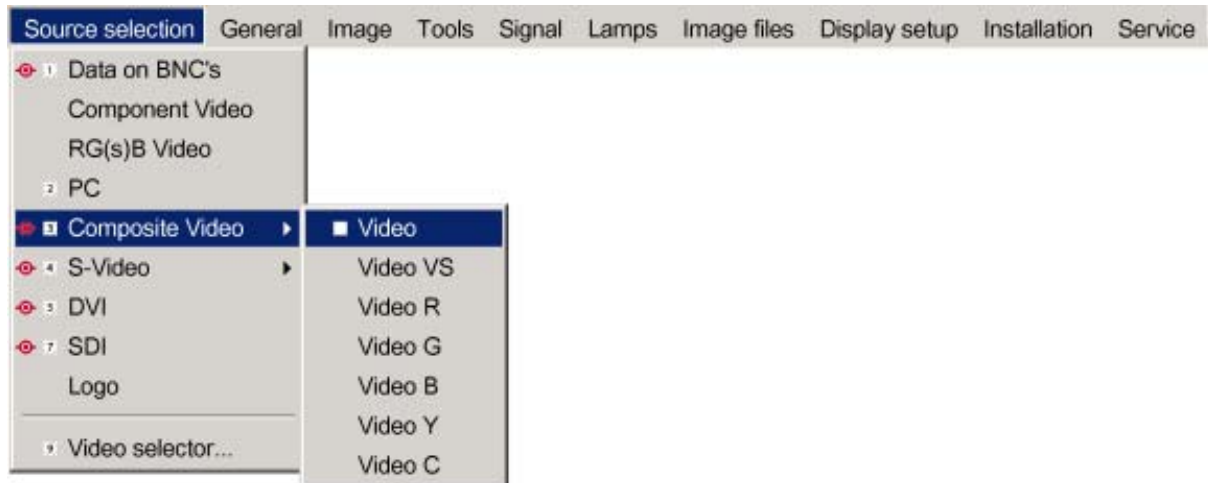 Source selection General Image Tools Signal Lamps Image files Display setup Installation Service
1 Data on BNC's
Component Video
RG(s)B Video
2 PC
3 Composite Video
4 S-Video
5 DVI
7 SDI
Logo
9 Video selector...
Video
Video VS
Video R
Video G
Video B
Video Y
Video C